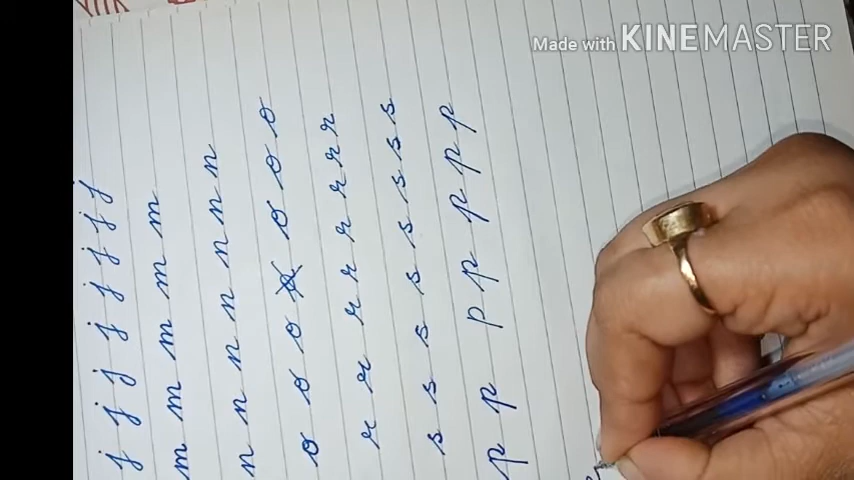 Made with KINEMASTER
j j j j j j j j
m m m m m
n n n n n n n
o o o o o o
r r r r r r r r
s s s s s s s s s
p p p p p p p